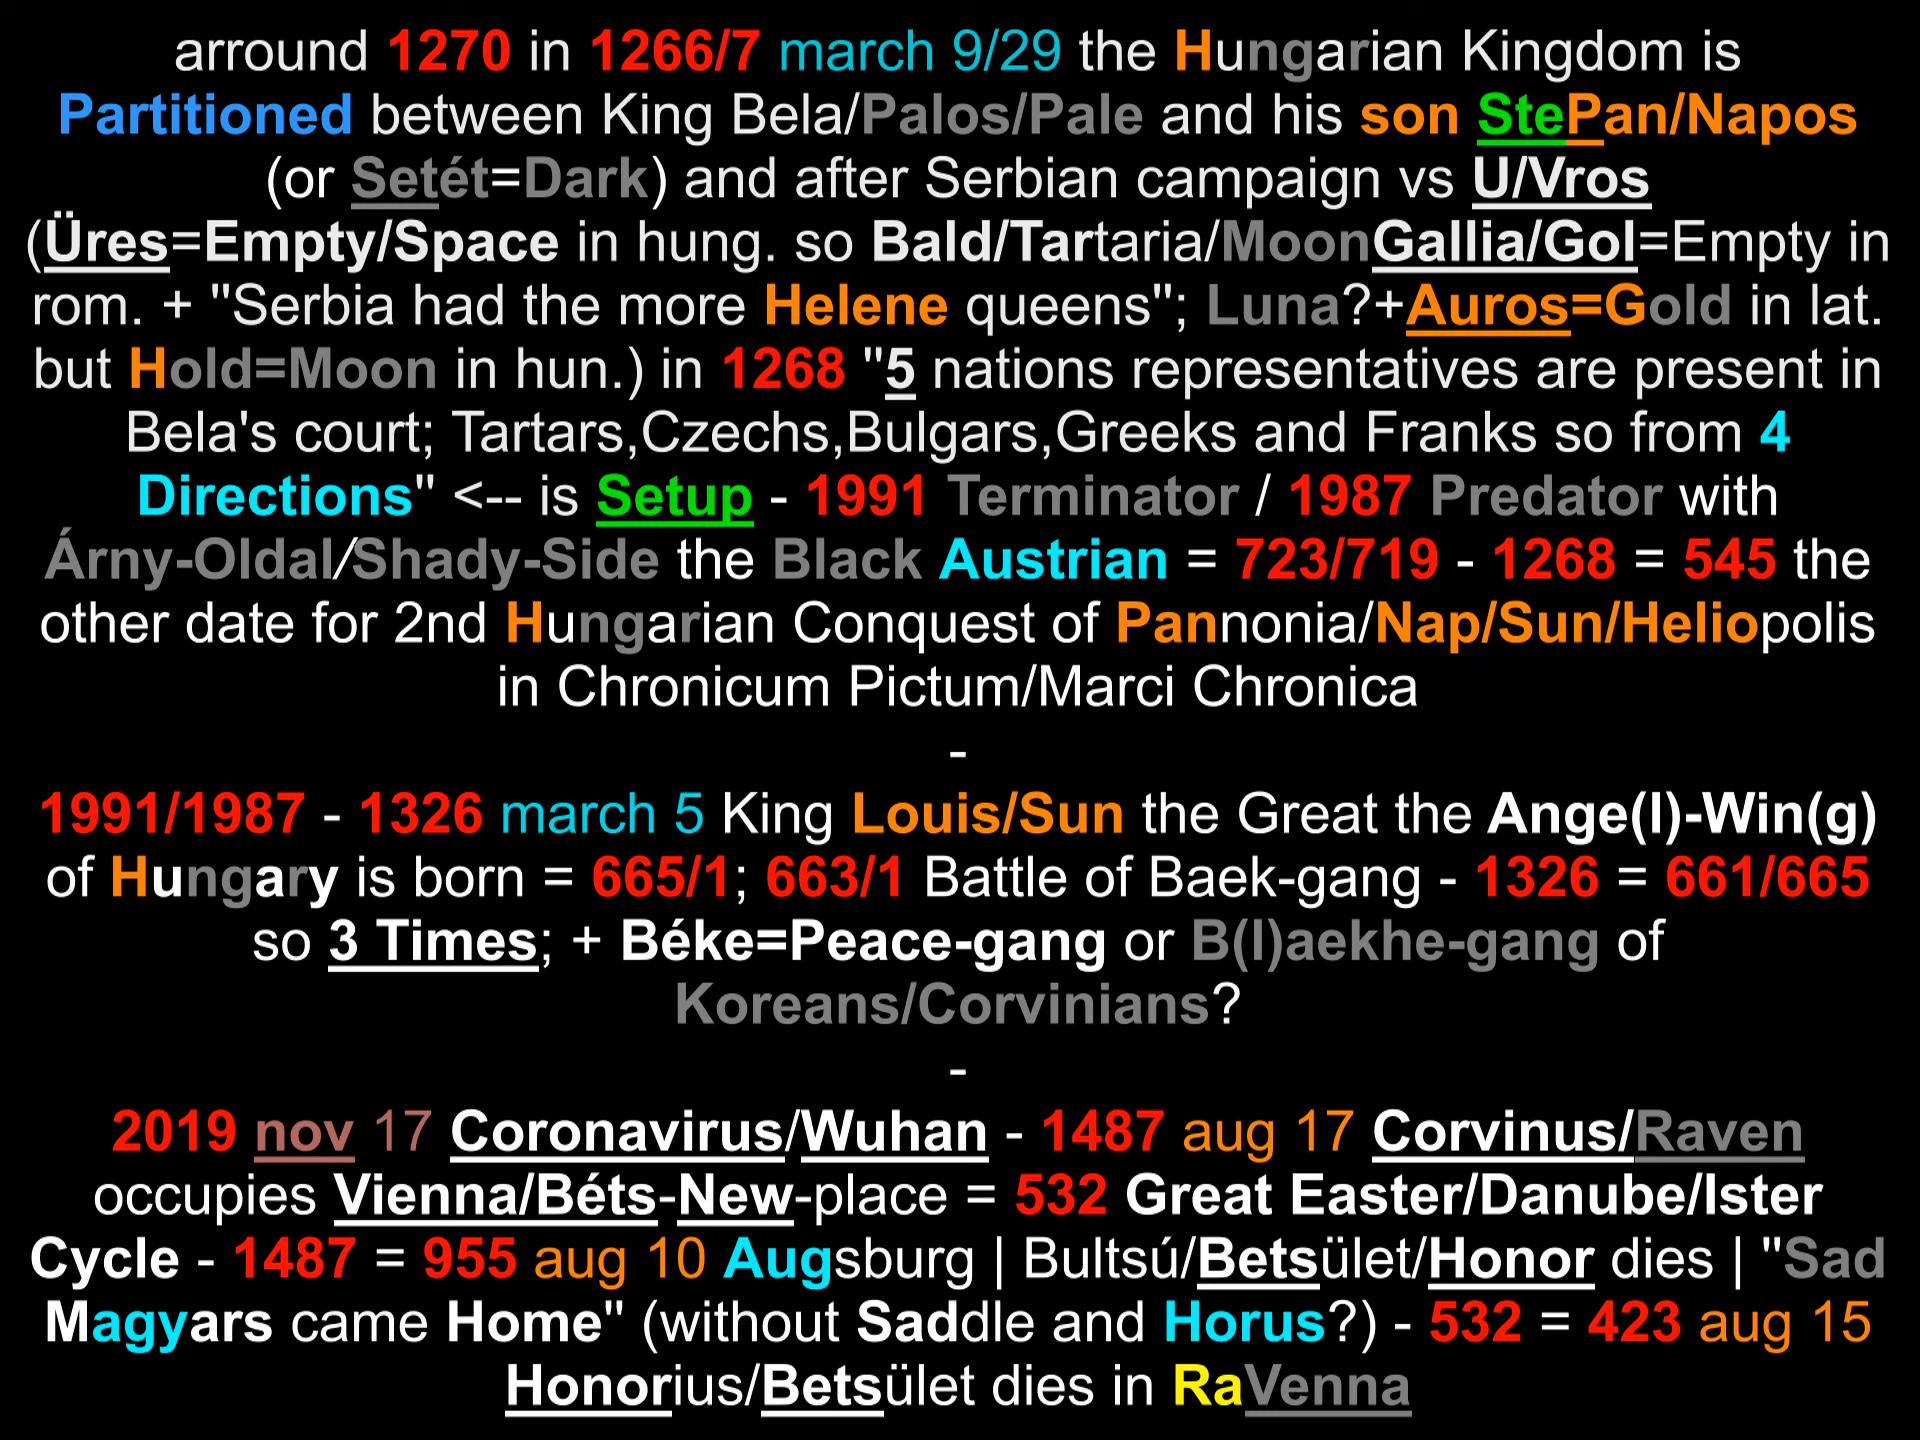 arround 1270 in 1266/7 march 9/29 the Hungarian Kingdom is
Partitioned between King Bela/Palos/Pale and his son StePan/Napos
(or Setét=Dark) and after Serbian campaign vs U/Vros
(Üres=Empty/Space in hung. so Bald/Tartaria/MoonGallia/Gol=Empty in
rom. + "Serbia had the more Helene queens"; Luna?+Auros=Gold in lat.
but Hold=Moon in hun.) in 1268 "5 nations representatives are present in
Bela's court; Tartars,Czechs,Bulgars,Greeks and Franks so from 4
Directions" <-- is Setup - 1991 Terminator / 1987 Predator with
Árny-Oldal/Shady-Side the Black Austrian = 723/719 - 1268 = 545 the
other date for 2nd Hungarian Conquest of Pannonia/Nap/Sun/Heliopolis
in Chronicum Pictum/Marci Chronica
-
1991/1987 - 1326 march 5 King Louis/Sun the Great the Ange(l)-Win(g)
of Hungary is born = 665/1; 663/1 Battle of Baek-gang - 1326 = 661/665
so 3 Times; + Béke=Peace-gang or B(l)aekhe-gang of
Koreans/Corvinians?
-
2019 nov 17 Coronavirus/Wuhan - 1487 aug 17 Corvinus/Raven
occupies Vienna/Béts-New-place = 532 Great Easter/Danube/Ister
Cycle - 1487 = 955 aug 10 Augsburg | Bultsú/Betsület/Honor dies | "Sad
Magyars came Home" (without Saddle and Horus?) - 532 = 423 aug 15
Honorius/Betsület dies in RaVenna